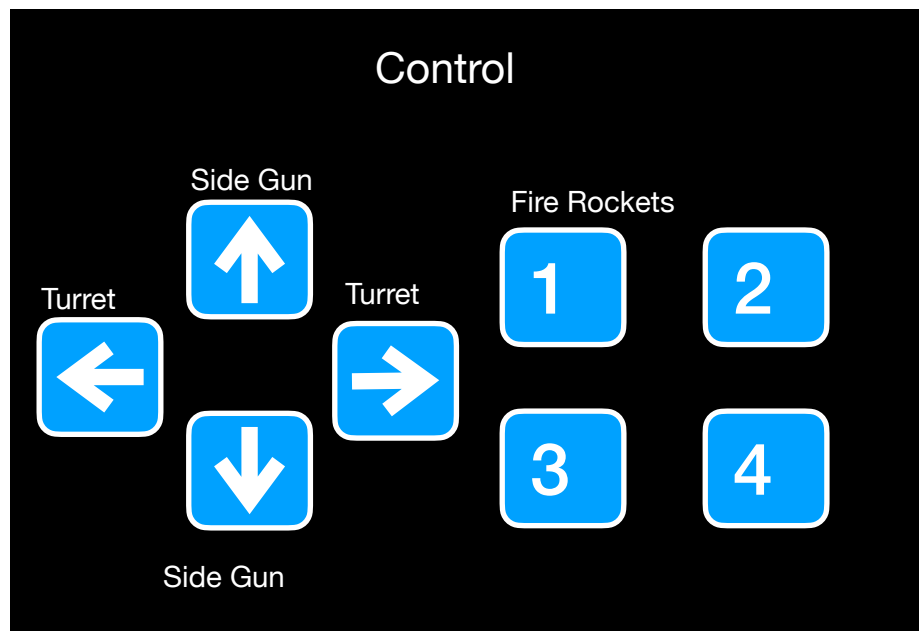 Control
Side Gun
Fire Rockets
Turret
Turret
1
2
3
4
Side Gun